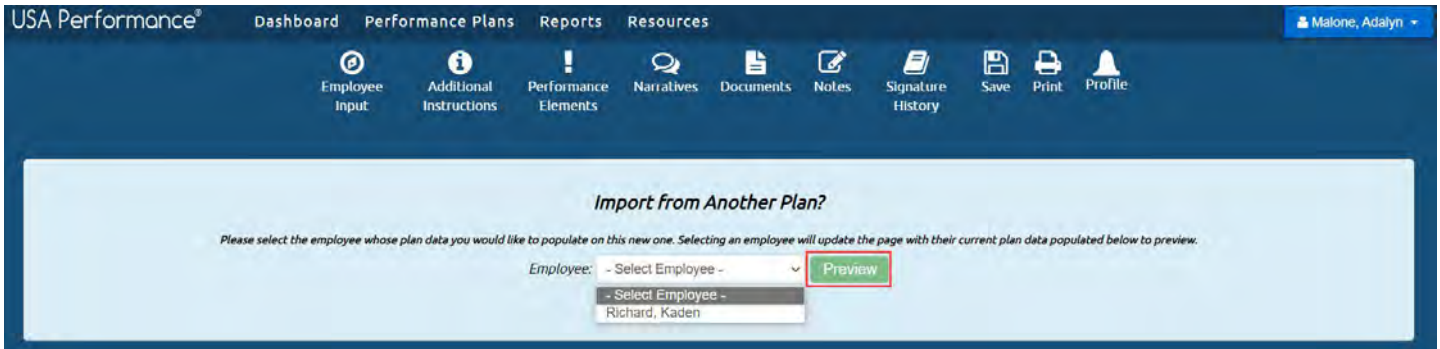 USA Performance® Dashboard Performance Plans Reports Resources Malone, Adalyn
Employee Input
Additional Instructions
Performance Elements
Narratives
Documents
Notes
Signature History
Save
Print
Profile
Import from Another Plan?
Please select the employee whose plan data you would like to populate on this new one. Selecting an employee will update the page with their current plan data populated below to preview.
Employee: - Select Employee - Preview
- Select Employee -
Richard, Kaden